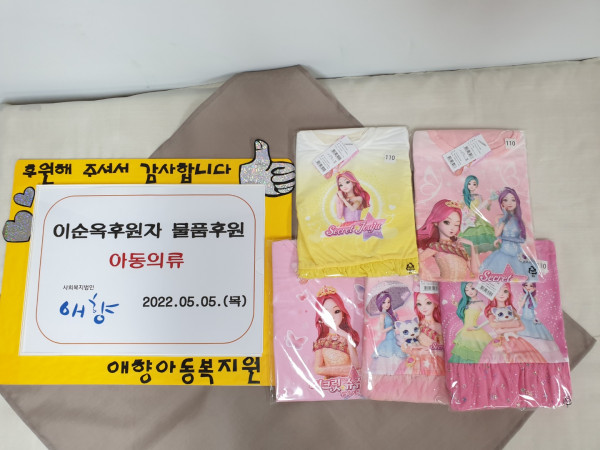 후원해 주셔서 감사합니다
이순옥후원자 물품후원
아동의류
사회복지법인
애향 2022.05.05.(목)
애향아동복지원
110
Secret Jouju
110
Secret